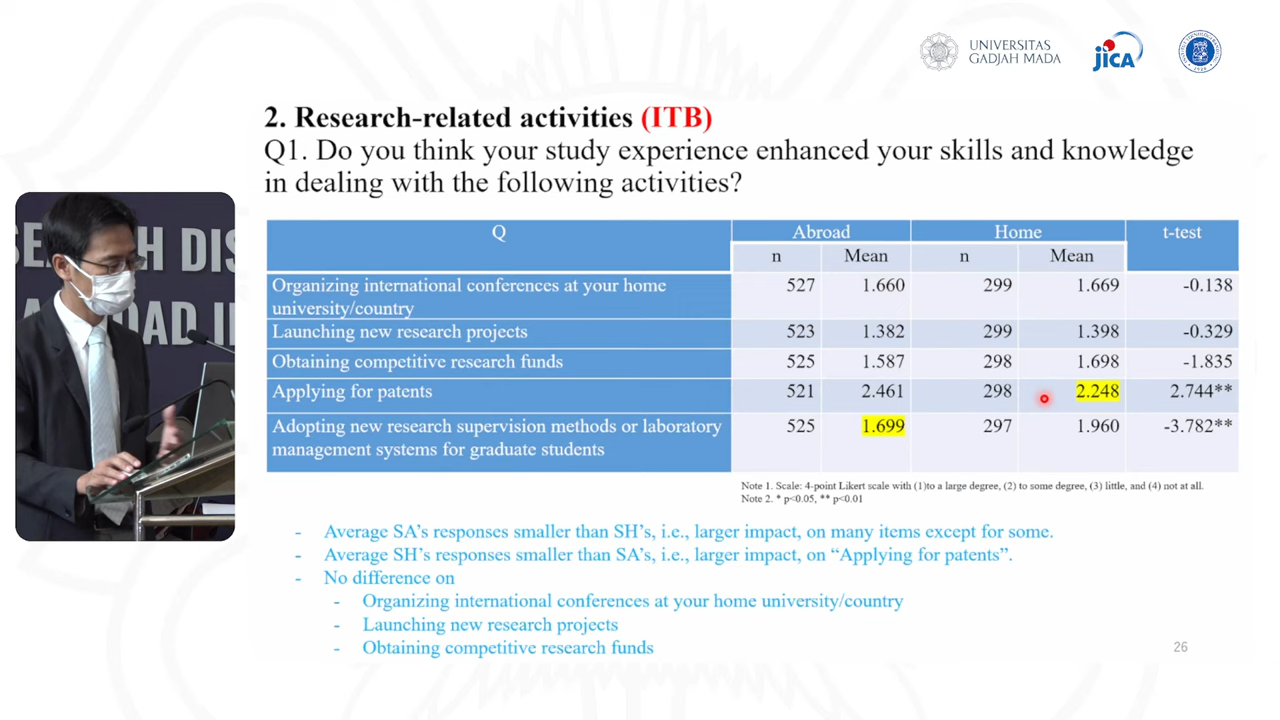 UNIVERSITAS
GADJAH MADA
JICA
2. Research-related activities (ITB)
Q1. Do you think your study experience enhanced your skills and knowledge
in dealing with the following activities?
Q Abroad Home t-test
n Mean n Mean
Organizing international conferences at your home
university/country 527 1.660 299 1.669 -0.138
Launching new research projects 523 1.382 299 1.398 -0.329
Obtaining competitive research funds 525 1.587 298 1.698 -1.835
Applying for patents 521 2.461 298 2.248 2.744**
Adopting new research supervision methods or laboratory
management systems for graduate students 525 1.699 297 1.960 -3.782**
Note 1. Scale: 4-point Likert scale with (1)to a large degree, (2) to some degree, (3) little, and (4) not at all.
Note 2. * p<0.05, ** p<0.01
- Average SA's responses smaller than SH's, i.e., larger impact, on many items except for some.
- Average SH's responses smaller than SA's, i.e., larger impact, on “Applying for patents”.
- No difference on
- Organizing international conferences at your home university/country
- Launching new research projects
- Obtaining competitive research funds
26